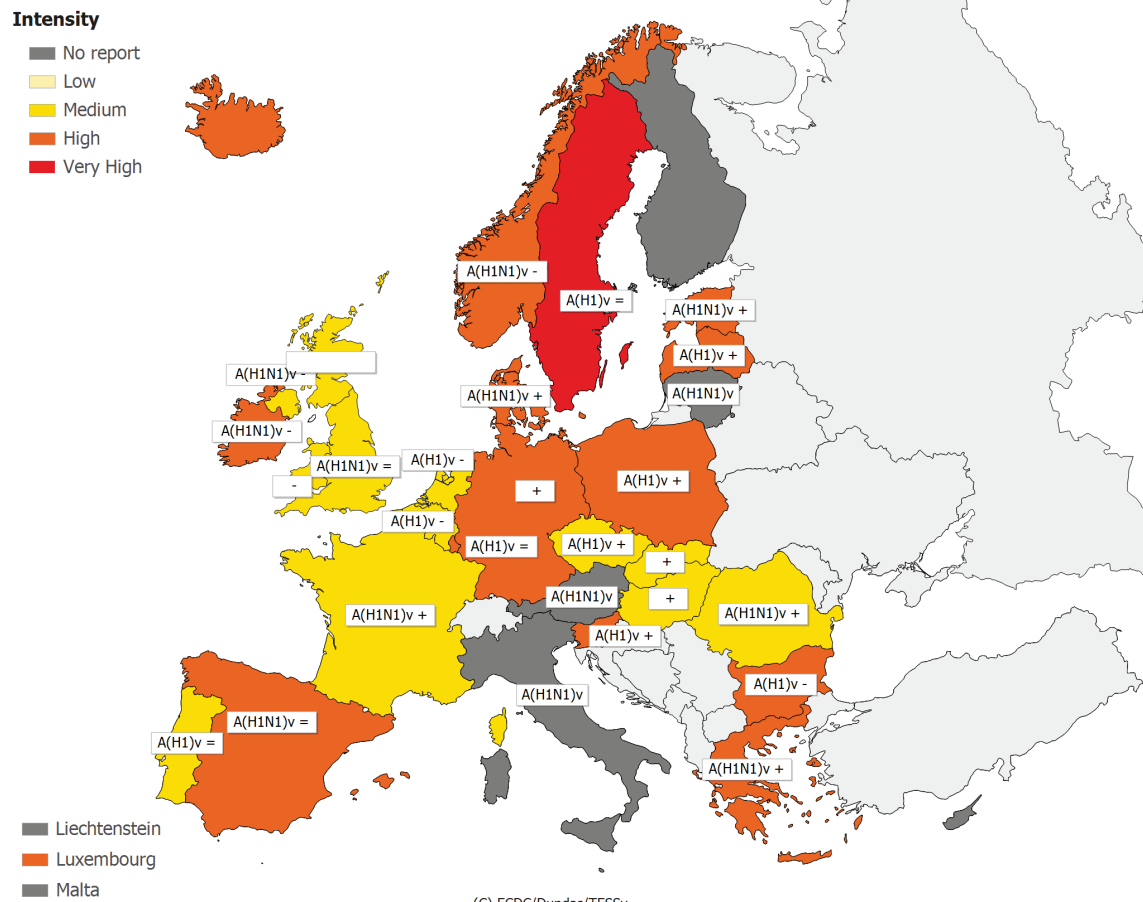 Intensity
No report
Low
Medium
High
Very High
A(H1N1)v -
A(H1)v =
A(H1N1)v +
A(H1)v +
A(H1N1)v
A(H1N1)v -
A(H1N1)v +
A(H1N1)v -
A(H1N1)v =
A(H1)v -
-
+
A(H1)v +
A(H1)v -
A(H1)v =
A(H1)v +
+
A(H1N1)v
+
A(H1N1)v +
A(H1N1)v +
A(H1)v +
A(H1)v -
A(H1N1)v
A(H1N1)v =
A(H1)v =
A(H1N1)v +
Liechtenstein
Luxembourg
Malta